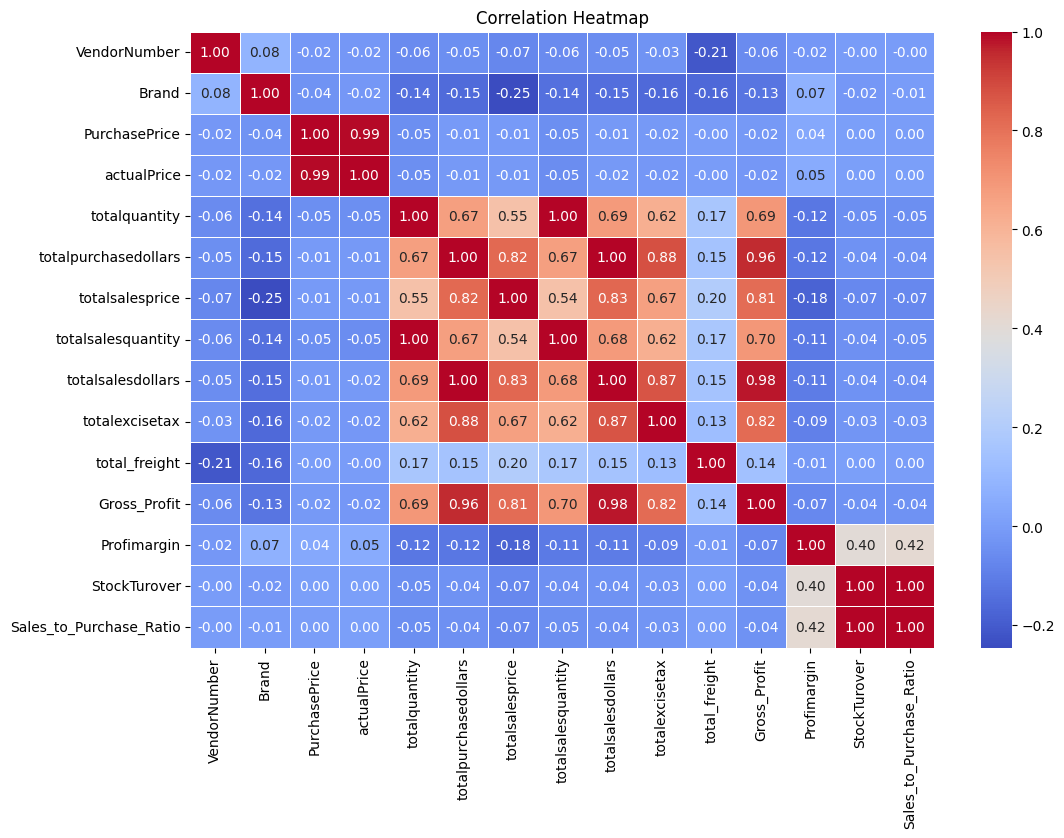 Correlation Heatmap
VendorNumber 1.00 0.08 -0.02 -0.02 -0.06 -0.05 -0.07 -0.06 -0.05 -0.03 -0.21 -0.06 -0.02 -0.00 -0.00
Brand 0.08 1.00 -0.04 -0.02 -0.14 -0.15 -0.25 -0.14 -0.15 -0.16 -0.16 -0.13 0.07 -0.02 -0.01
PurchasePrice -0.02 -0.04 1.00 0.99 -0.05 -0.01 -0.01 -0.05 -0.01 -0.02 -0.00 -0.02 0.04 0.00 0.00
actualPrice -0.02 -0.02 0.99 1.00 -0.05 -0.01 -0.01 -0.05 -0.02 -0.02 -0.00 -0.02 0.05 0.00 0.00
totalquantity -0.06 -0.14 -0.05 -0.05 1.00 0.67 0.55 1.00 0.69 0.62 0.17 0.69 -0.12 -0.05 -0.05
totalpurchasedollars -0.05 -0.15 -0.01 -0.01 0.67 1.00 0.82 0.67 1.00 0.88 0.15 0.96 -0.12 -0.04 -0.04
totalsalesprice -0.07 -0.25 -0.01 -0.01 0.55 0.82 1.00 0.54 0.83 0.67 0.20 0.81 -0.18 -0.07 -0.07
totalsalesquantity -0.06 -0.14 -0.05 -0.05 1.00 0.67 0.54 1.00 0.68 0.62 0.17 0.70 -0.11 -0.04 -0.05
totalsalesdollars -0.05 -0.15 -0.01 -0.02 0.69 1.00 0.83 0.68 1.00 0.87 0.15 0.98 -0.11 -0.04 -0.04
totalexcisetax -0.03 -0.16 -0.02 -0.02 0.62 0.88 0.67 0.62 0.87 1.00 0.13 0.82 -0.09 -0.03 -0.03
total_freight -0.21 -0.16 -0.00 -0.00 0.17 0.15 0.20 0.17 0.15 0.13 1.00 0.14 -0.01 0.00 0.00
Gross_Profit -0.06 -0.13 -0.02 -0.02 0.69 0.96 0.81 0.70 0.98 0.82 0.14 1.00 -0.07 -0.04 -0.04
Profimargin -0.02 0.07 0.04 0.05 -0.12 -0.12 -0.18 -0.11 -0.11 -0.09 -0.01 -0.07 1.00 0.40 0.42
StockTurover -0.00 -0.02 0.00 0.00 -0.05 -0.04 -0.07 -0.04 -0.04 -0.03 0.00 -0.04 0.40 1.00 1.00
Sales_to_Purchase_Ratio -0.00 -0.01 0.00 0.00 -0.05 -0.04 -0.07 -0.05 -0.04 -0.03 0.00 -0.04 0.42 1.00 1.00
VendorNumber
Brand
PurchasePrice
actualPrice
totalquantity
totalpurchasedollars
totalsalesprice
totalsalesquantity
totalsalesdollars
totalexcisetax
total_freight
Gross_Profit
Profimargin
StockTurover
Sales_to_Purchase_Ratio
1.0
0.8
0.6
0.4
0.2
0.0
−0.2